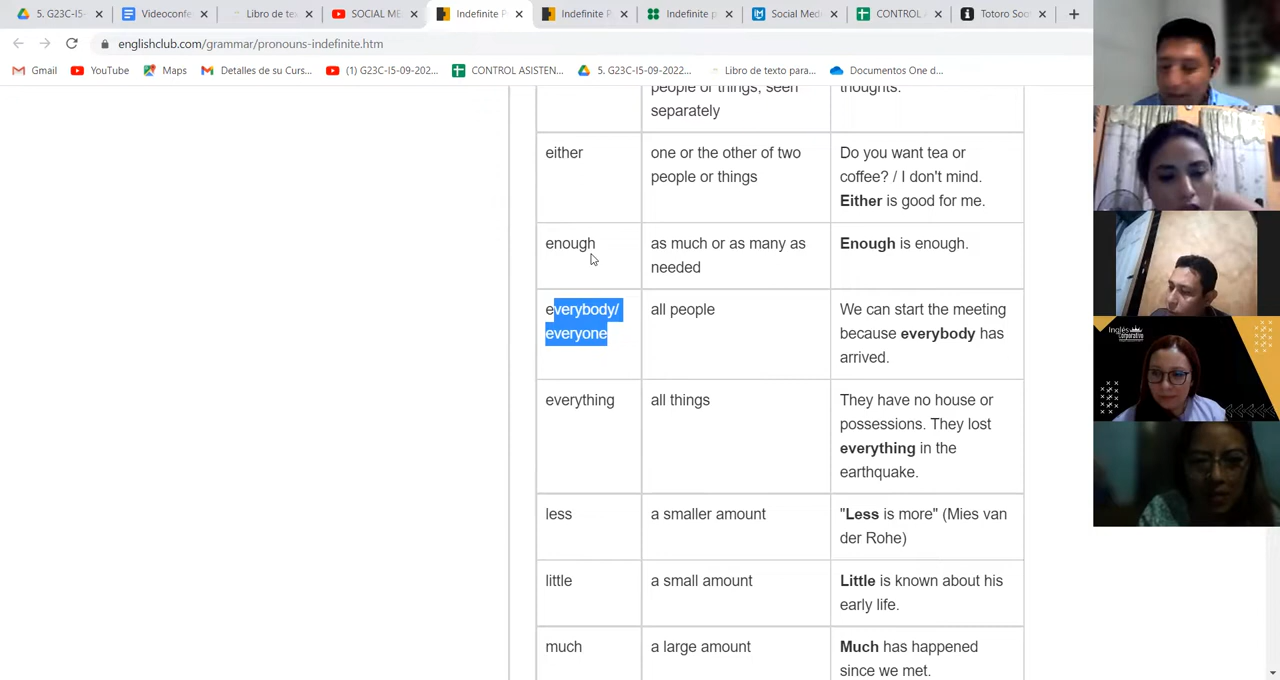 5. G23C-I5-
Videoconfe
Libro de te
SOCIAL ME
Indefinite P
Indefinite P
Indefinite p
Social Med
CONTROL A
Totoro Soo
englishclub.com/grammar/pronouns-indefinite.htm
Gmail
YouTube
Maps
Detalles de su Curs...
(1) G23C-I5-09-202...
CONTROL ASISTEN...
5. G23C-I5-09-2022...
Libro de texto para...
Documentos One d...
people or things, seen
separately
thoughts.
either
one or the other of two
people or things
Do you want tea or
coffee? / I don't mind.
Either is good for me.
enough
as much or as many as
needed
Enough is enough.
everybody/
everyone
all people
We can start the meeting
because everybody has
arrived.
everything
all things
They have no house or
possessions. They lost
everything in the
earthquake.
less
a smaller amount
"Less is more" (Mies van
der Rohe)
little
a small amount
Little is known about his
early life.
much
a large amount
Much has happened
since we met.
Inglés
Corporativo